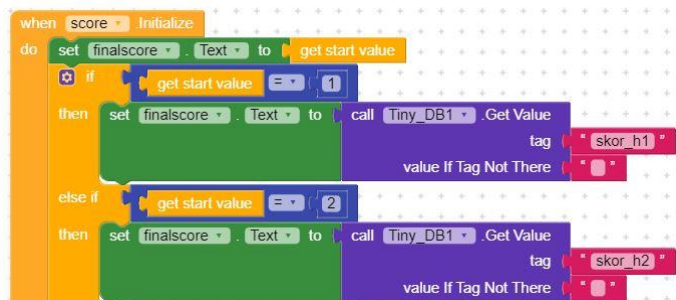 when score .Initialize
do set finalscore . Text to get start value
if get start value = 1
then set finalscore . Text to call Tiny_DB1 .Get Value
tag " skor_h1 "
value If Tag Not There " "
else if get start value = 2
then set finalscore . Text to call Tiny_DB1 .Get Value
tag " skor_h2 "
value If Tag Not There " "